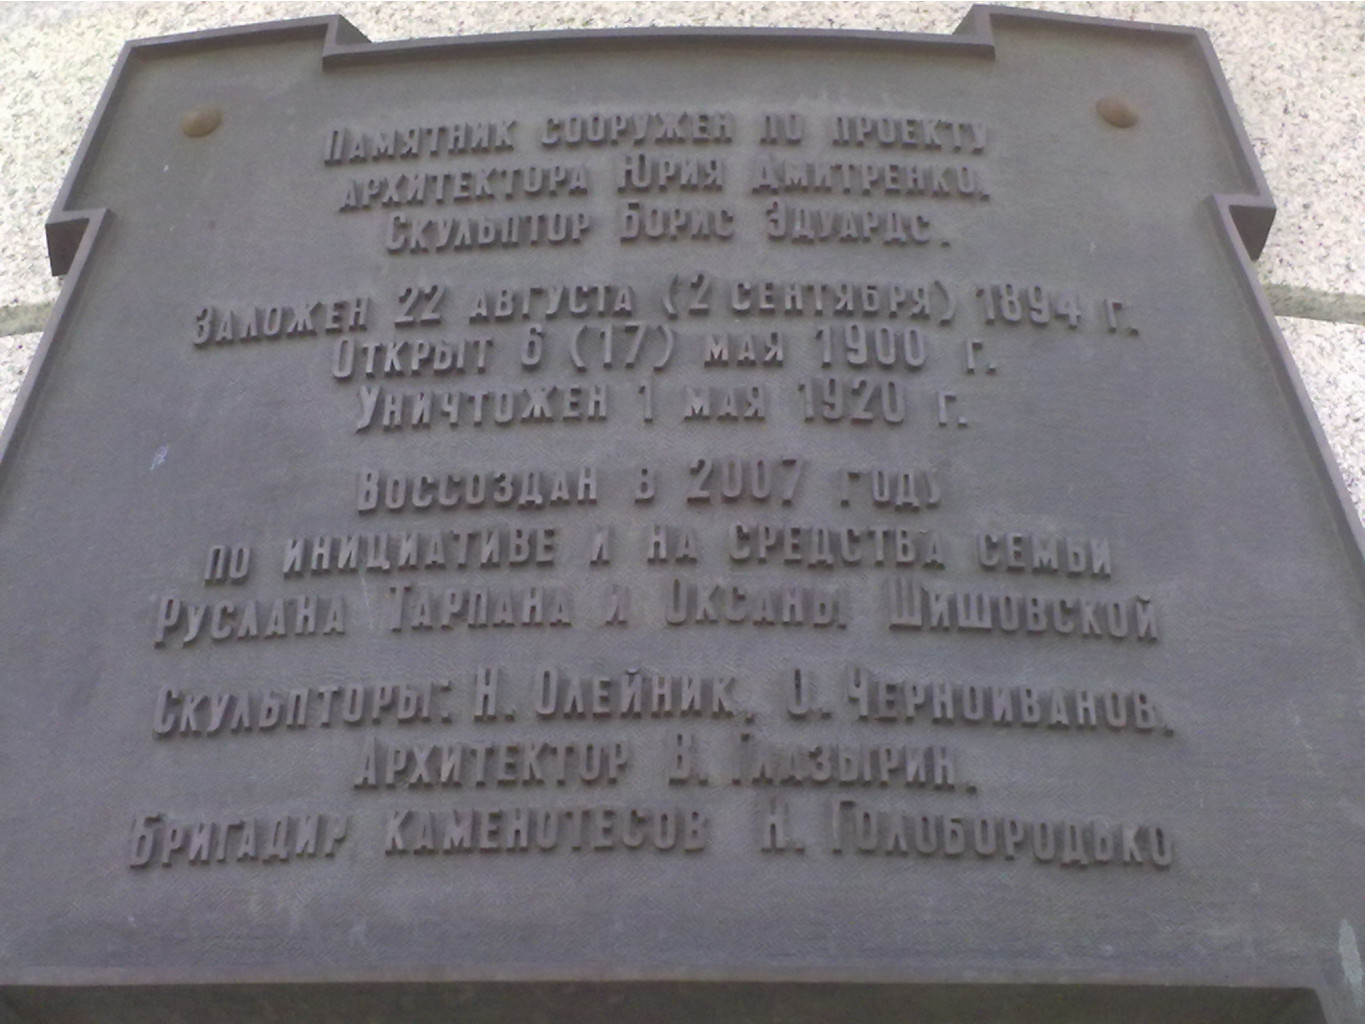 Памятник сооружен по проекту
архитектора Юрия Дмитренко.
Скульптор Борис Эдуардс.
Заложен 22 августа (2 сентября) 1894 г.
Открыт 6 (17) мая 1900 г.
Уничтожен 1 мая 1920 г.
Воссоздан в 2007 году
по инициативе и на средства семьи
Руслана Тарпана и Оксаны Шишовской
Скульпторы: Н. Олейник, О. Черноиванов.
Архитектор В. Глазырин.
Бригадир каменотесов Н. Голобородько